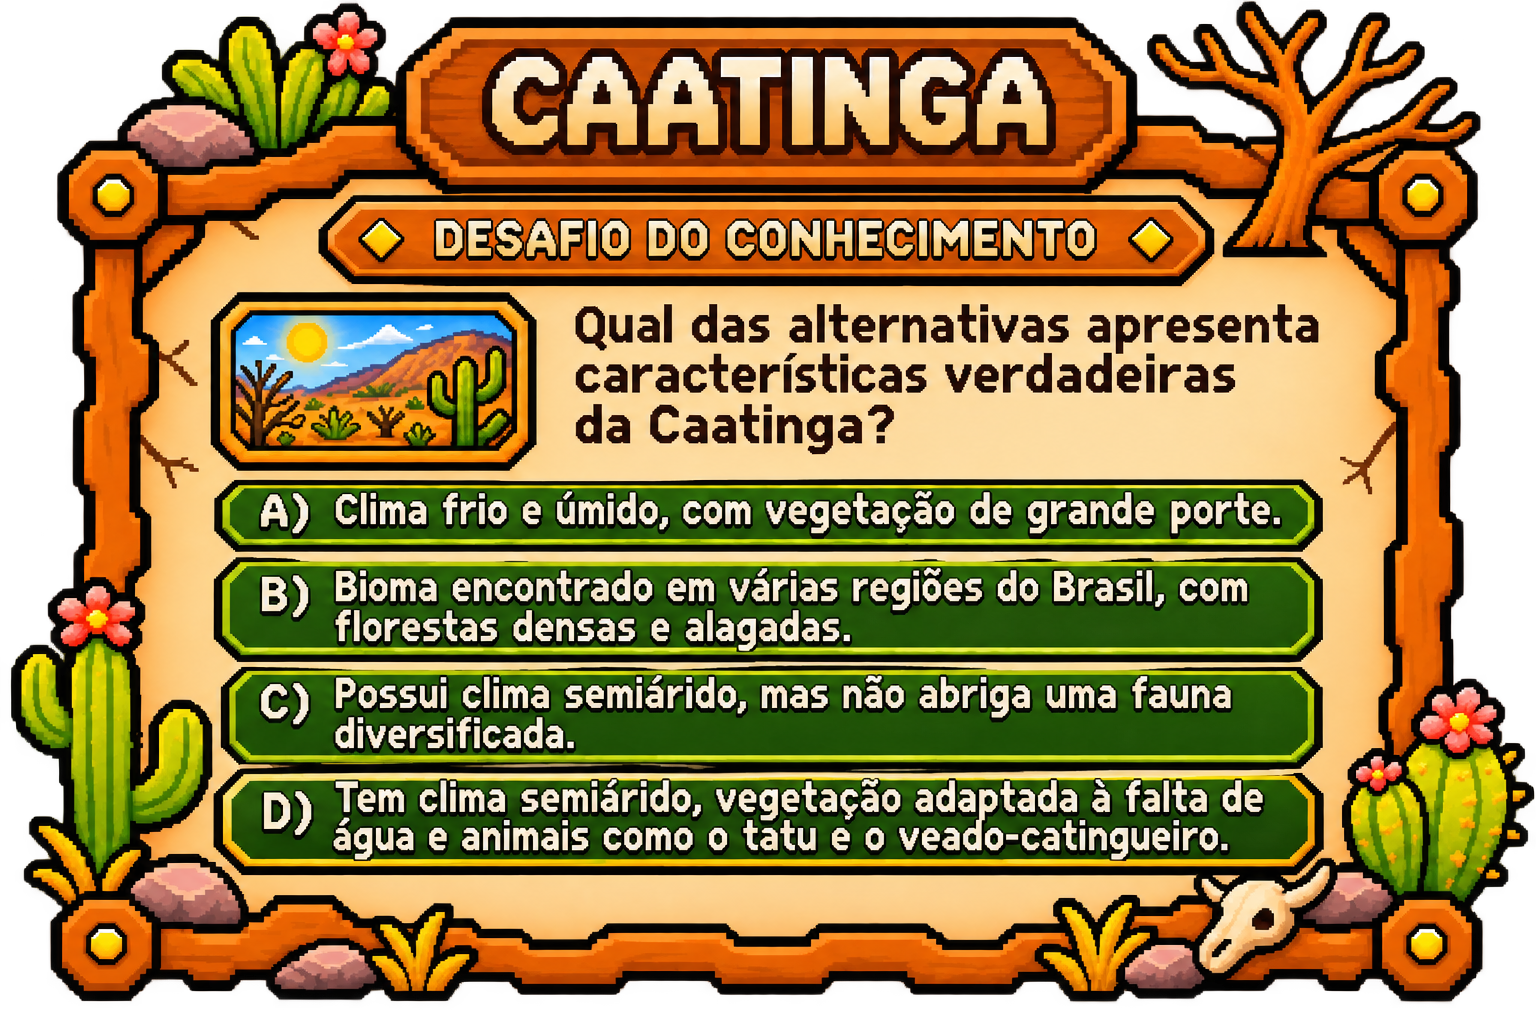 CAATINGA
DESAFIO DO CONHECIMENTO
Qual das alternativas apresenta
características verdadeiras
da Caatinga?
A) Clima frio e úmido, com vegetação de grande porte.
B) Bioma encontrado em várias regiões do Brasil, com
florestas densas e alagadas.
C) Possui clima semiárido, mas não abriga uma fauna
diversificada.
D) Tem clima semiárido, vegetação adaptada à falta de
água e animais como o tatu e o veado-catingueiro.